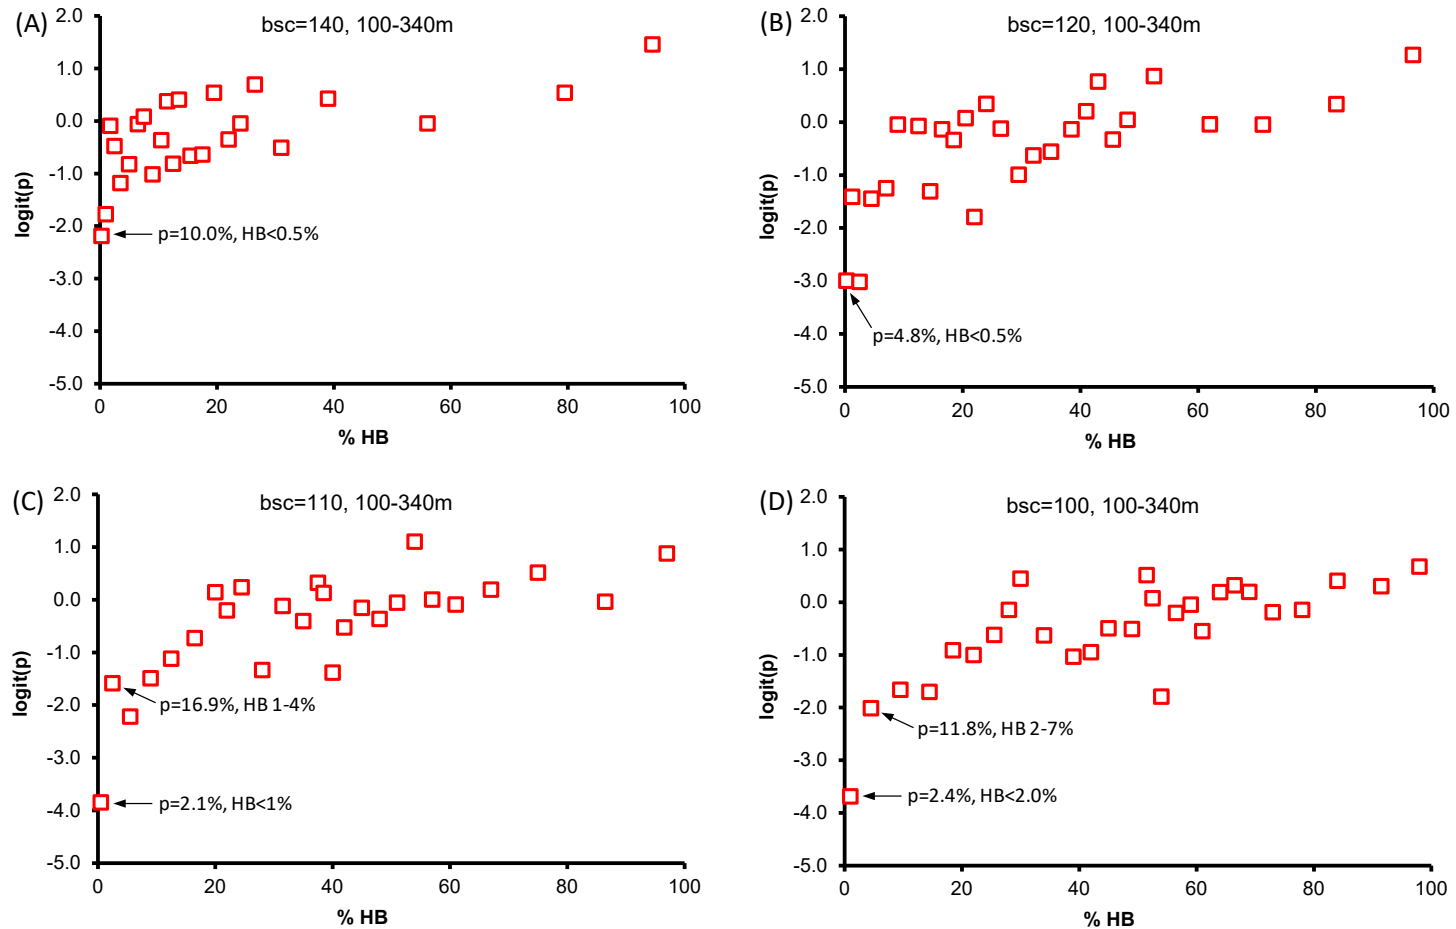 (A)
bsc=140, 100-340m
2.0
1.0
0.0
-1.0
-2.0
-3.0
-4.0
-5.0
logit(p)
p=10.0%, HB<0.5%
0 20 40 60 80 100
% HB
(B)
bsc=120, 100-340m
2.0
1.0
0.0
-1.0
-2.0
-3.0
-4.0
-5.0
logit(p)
p=4.8%, HB<0.5%
0 20 40 60 80 100
% HB
(C)
bsc=110, 100-340m
2.0
1.0
0.0
-1.0
-2.0
-3.0
-4.0
-5.0
logit(p)
p=16.9%, HB 1-4%
p=2.1%, HB<1%
0 20 40 60 80 100
% HB
(D)
bsc=100, 100-340m
2.0
1.0
0.0
-1.0
-2.0
-3.0
-4.0
-5.0
logit(p)
p=11.8%, HB 2-7%
p=2.4%, HB<2.0%
0 20 40 60 80 100
% HB